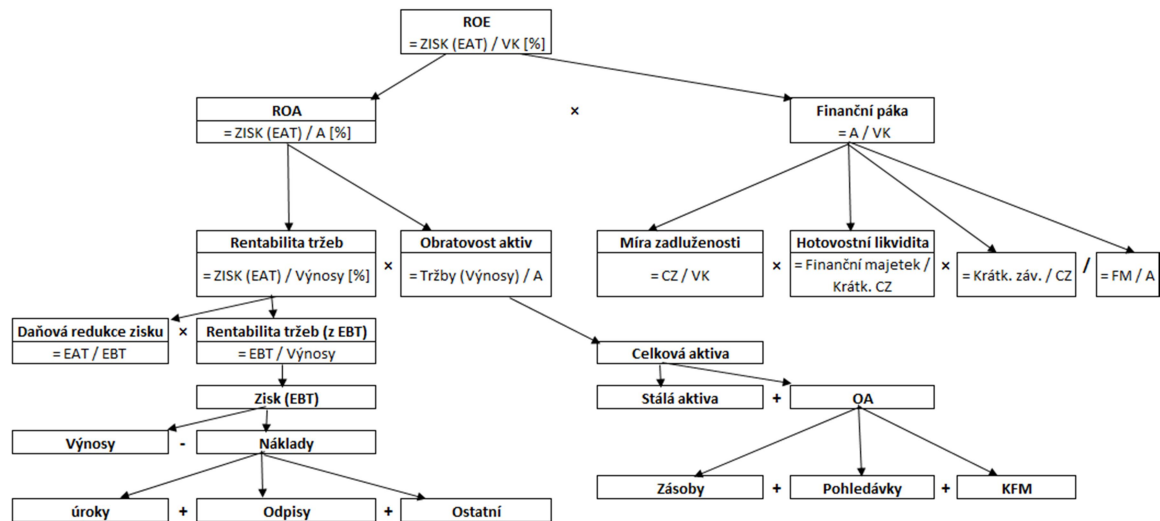 ROE
= ZISK (EAT) / VK [%]
ROA
= ZISK (EAT) / A [%]
×
Finanční páka
= A / VK
Rentabilita tržeb
= ZISK (EAT) / Výnosy [%]
×
Obratovost aktiv
= Tržby (Výnosy) / A
Míra zadluženosti
= CZ / VK
×
Hotovostní likvidita
= Finanční majetek /
Krátk. CZ
×
= Krátk. záv. / CZ
/
= FM / A
Daňová redukce zisku
= EAT / EBT
×
Rentabilita tržeb (z EBT)
= EBT / Výnosy
Celková aktiva
Zisk (EBT)
Stálá aktiva
+
OA
Výnosy
-
Náklady
Zásoby
+
Pohledávky
+
KFM
úroky
+
Odpisy
+
Ostatní